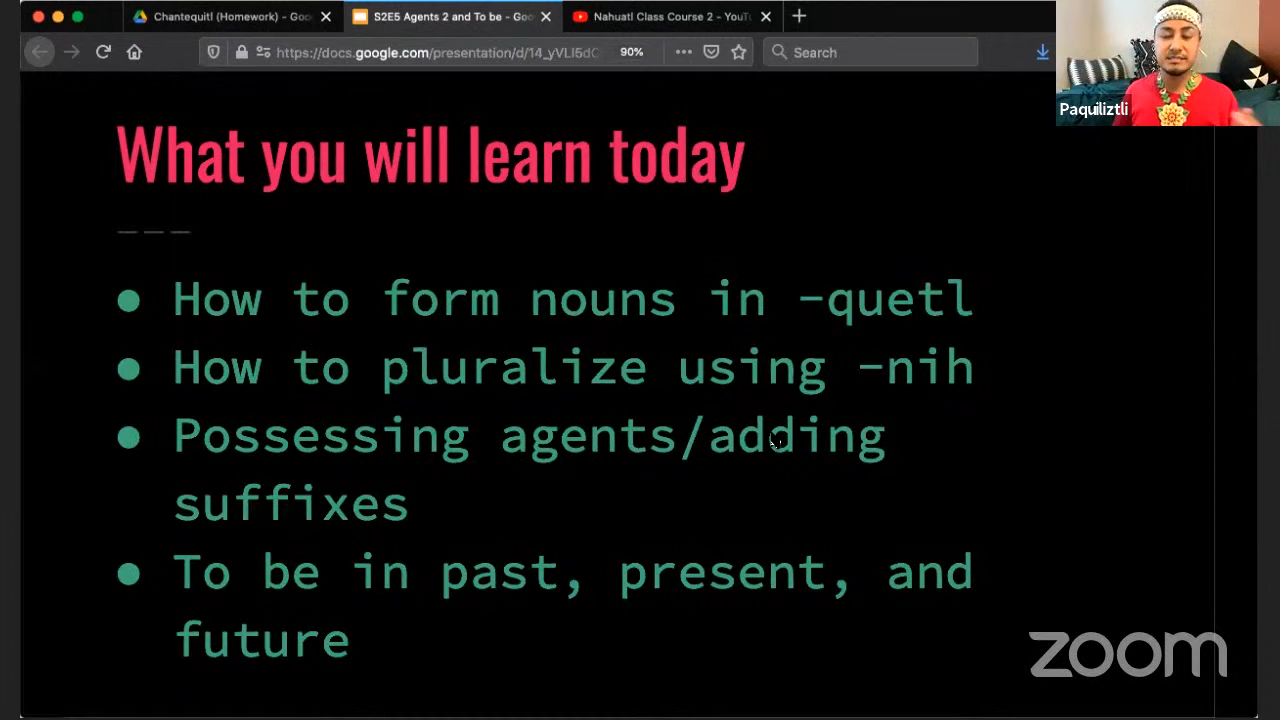 Chantequitl (Homework) - Goo
S2E5 Agents 2 and To be - Goo
Nahuatl Class Course 2 - YouTu
https://docs.google.com/presentation/d/14_yVLI5dC
90%
Search
Paquiliztli
What you will learn today
● How to form nouns in -quetl
● How to pluralize using -nih
● Possessing agents/adding
suffixes
● To be in past, present, and
future
zoom